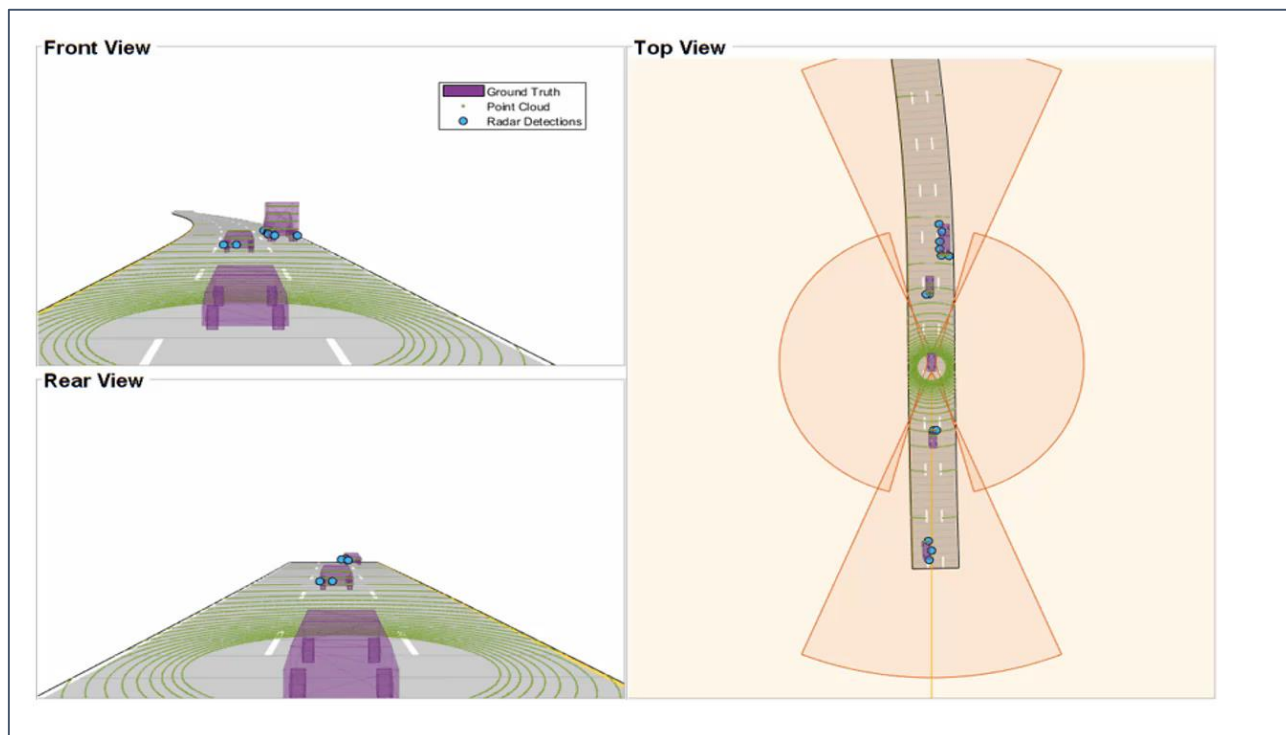 Front View
Ground Truth
Point Cloud
Radar Detections
Top View
Rear View